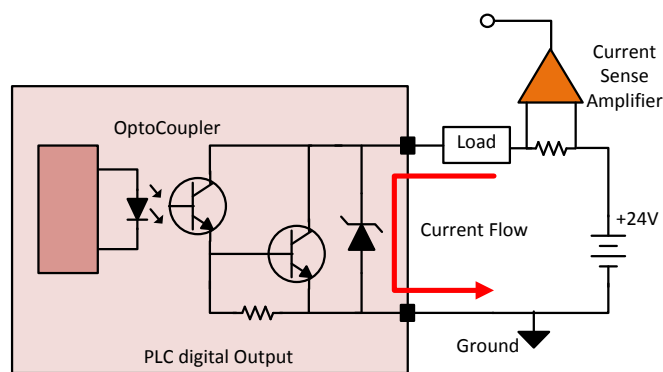 Current
Sense
Amplifier
OptoCoupler
Load
+24V
Current Flow
Ground
PLC digital Output